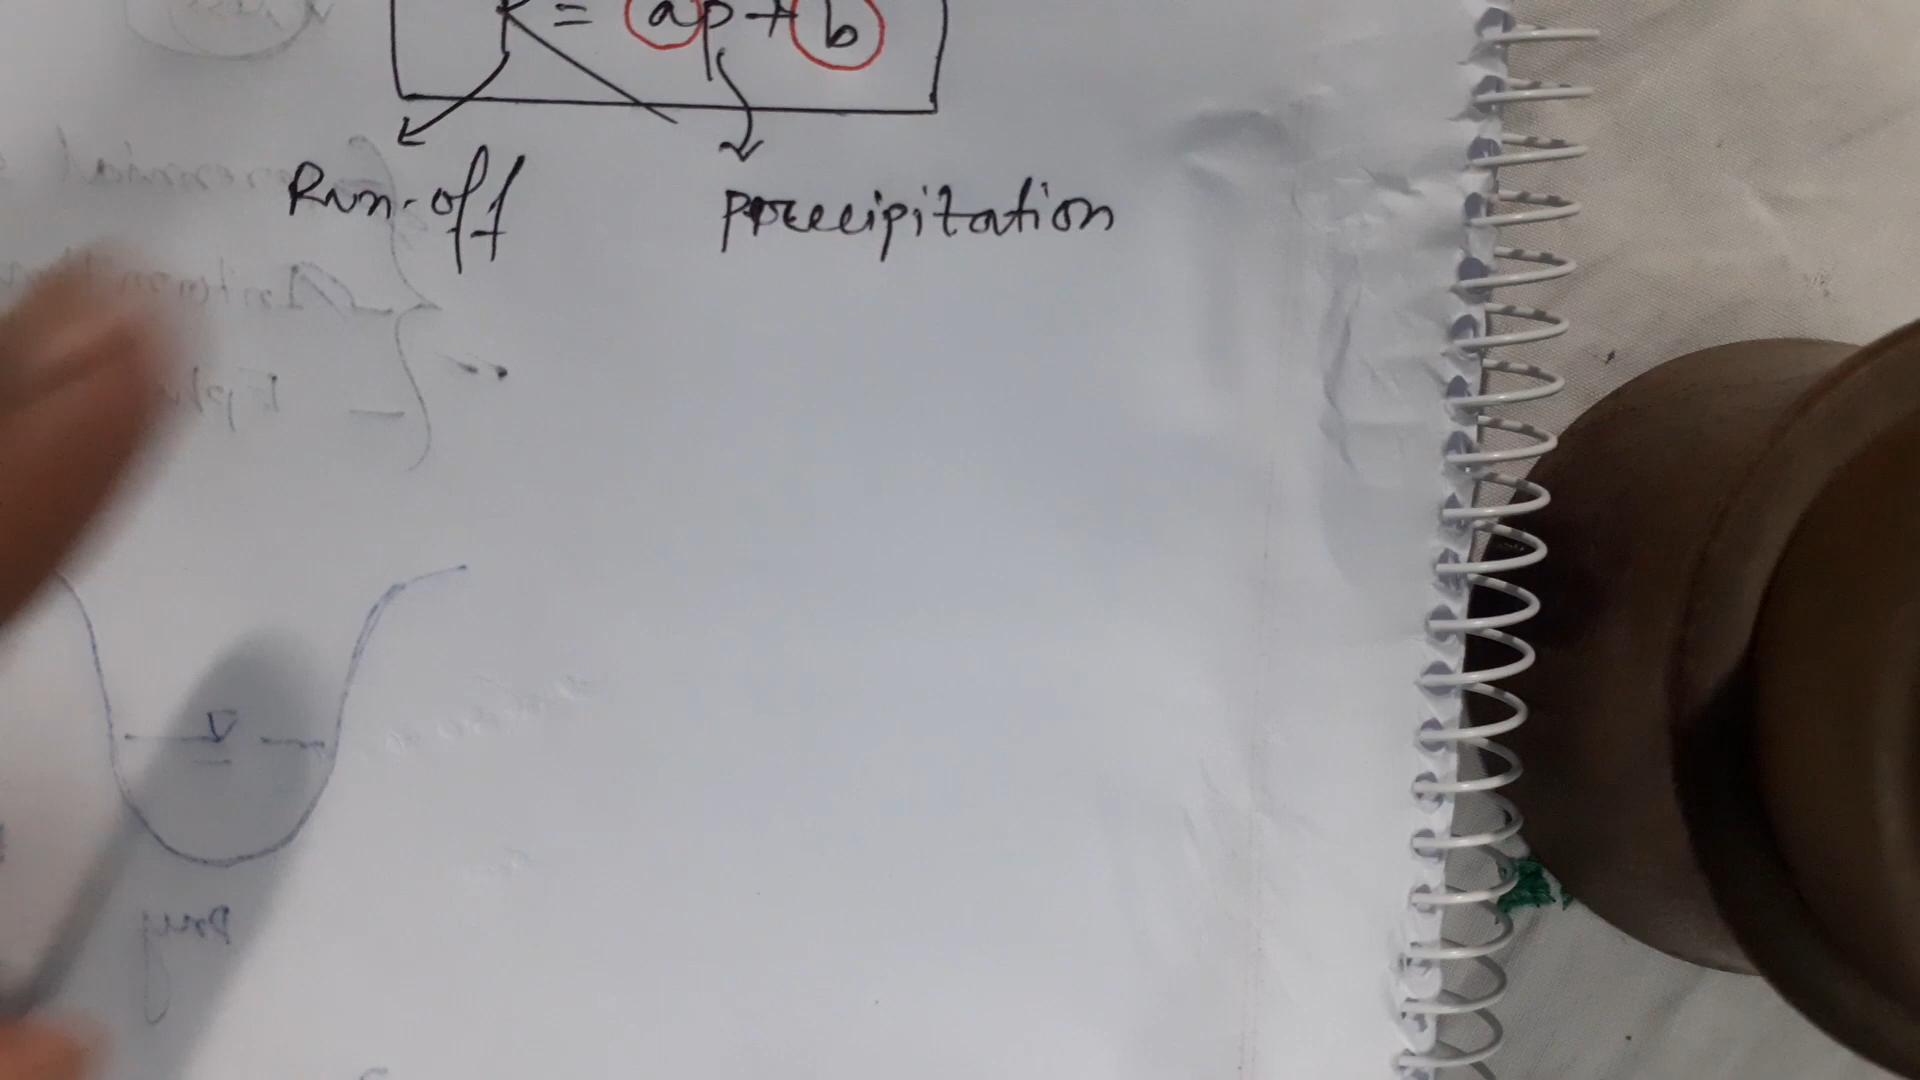 R = ap + b
Run-off precipitation